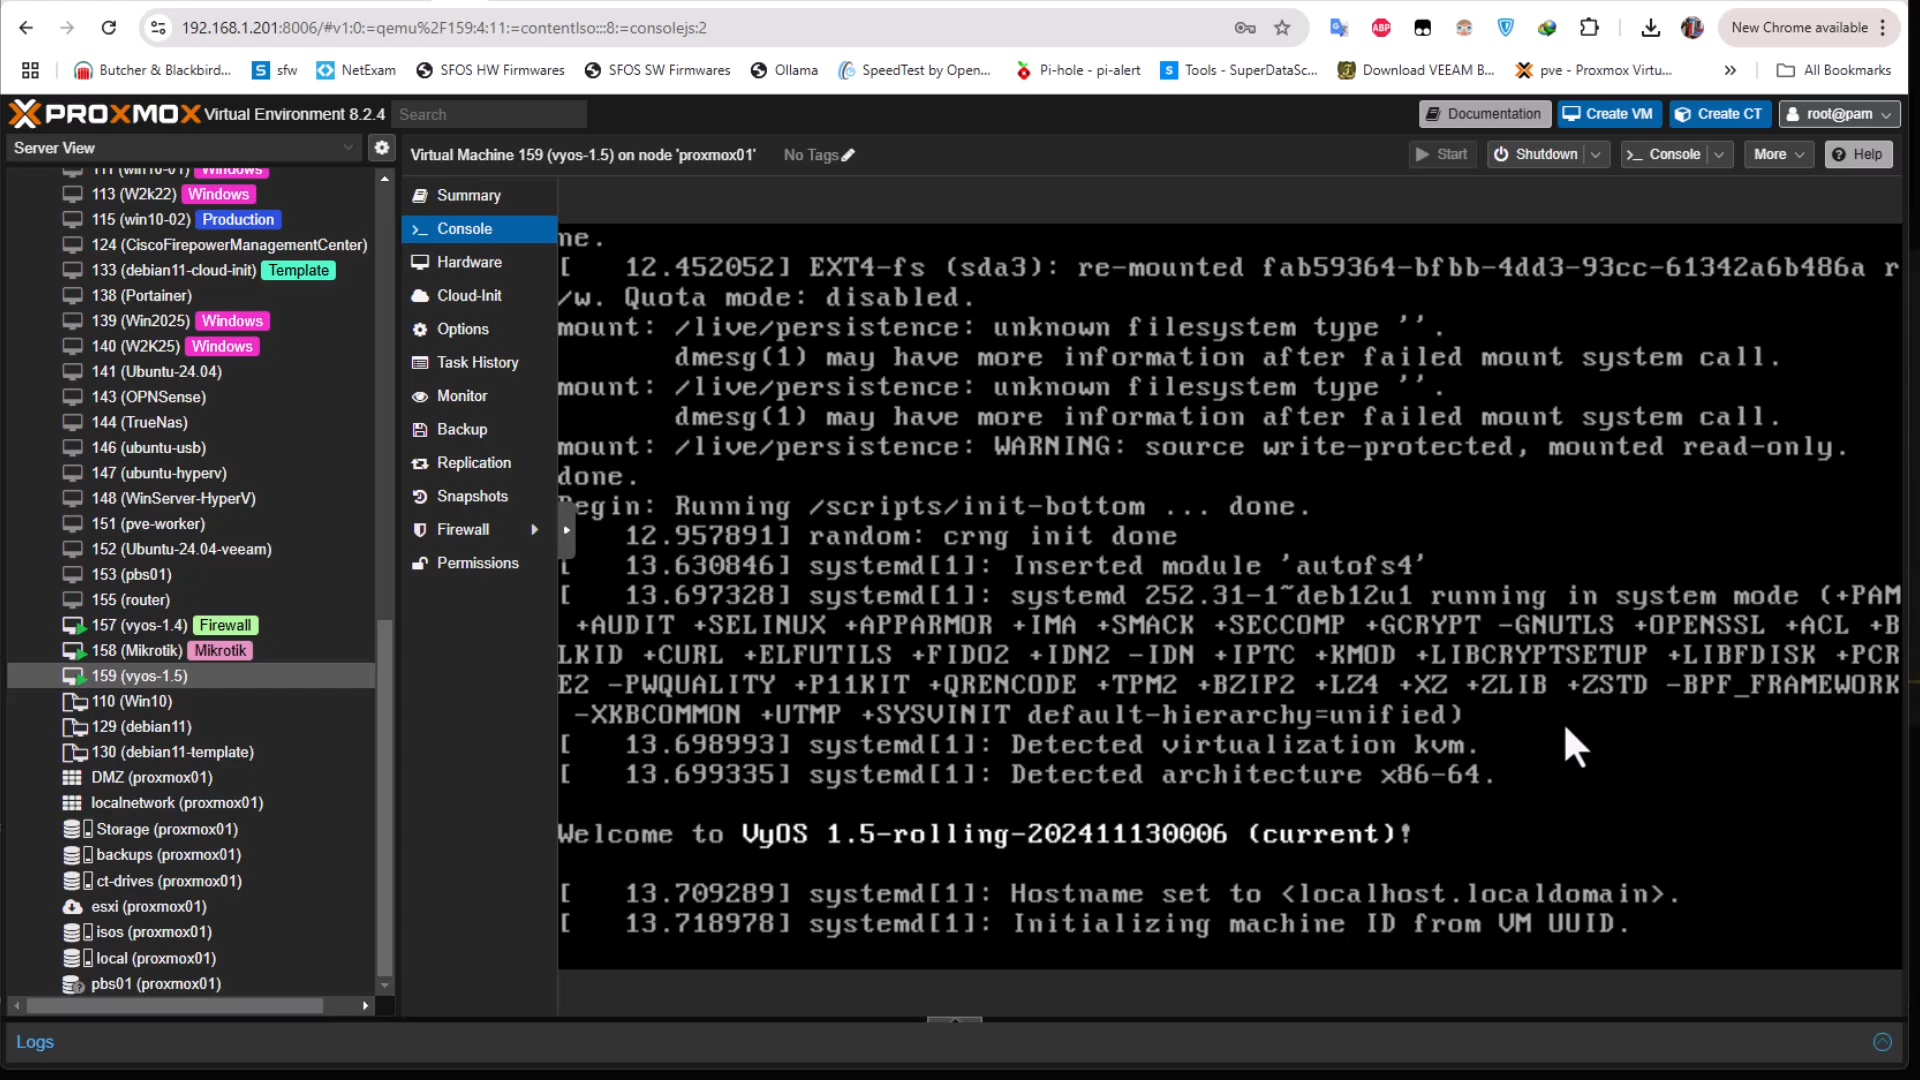 192.168.1.201:8006/#v1:0:=qemu%2F159:4:11:=contentIso:::8:=consolejs:2
New Chrome available
Butcher & Blackbird...
sfw
NetExam
SFOS HW Firmwares
SFOS SW Firmwares
Ollama
SpeedTest by Open...
Pi-hole - pi-alert
Tools - SuperDataSc...
Download VEEAM B...
pve - Proxmox Virtu...
All Bookmarks
PROXMOX Virtual Environment 8.2.4
Search
Documentation
Create VM
Create CT
root@pam
Server View
Virtual Machine 159 (vyos-1.5) on node 'proxmox01'
No Tags
Start
Shutdown
Console
More
Help
111 (win10-01) Windows
113 (W2k22) Windows
115 (win10-02) Production
124 (CiscoFirepowerManagementCenter)
133 (debian11-cloud-init) Template
138 (Portainer)
139 (Win2025) Windows
140 (W2K25) Windows
141 (Ubuntu-24.04)
143 (OPNSense)
144 (TrueNas)
146 (ubuntu-usb)
147 (ubuntu-hyperv)
148 (WinServer-HyperV)
151 (pve-worker)
152 (Ubuntu-24.04-veeam)
153 (pbs01)
155 (router)
157 (vyos-1.4) Firewall
158 (Mikrotik) Mikrotik
159 (vyos-1.5)
110 (Win10)
129 (debian11)
130 (debian11-template)
DMZ (proxmox01)
localnetwork (proxmox01)
Storage (proxmox01)
backups (proxmox01)
ct-drives (proxmox01)
esxi (proxmox01)
isos (proxmox01)
local (proxmox01)
pbs01 (proxmox01)
Summary
Console
Hardware
Cloud-Init
Options
Task History
Monitor
Backup
Replication
Snapshots
Firewall
Permissions
me.
[    12.452052] EXT4-fs (sda3): re-mounted fab59364-bfbb-4dd3-93cc-61342a6b486a r
/w. Quota mode: disabled.
mount: /live/persistence: unknown filesystem type ''.
dmesg(1) may have more information after failed mount system call.
mount: /live/persistence: unknown filesystem type ''.
dmesg(1) may have more information after failed mount system call.
mount: /live/persistence: WARNING: source write-protected, mounted read-only.
done.
Begin: Running /scripts/init-bottom ... done.
12.957891] random: crng init done
[    13.630846] systemd[1]: Inserted module 'autofs4'
[    13.697328] systemd[1]: systemd 252.31-1~deb12u1 running in system mode (+PAM
+AUDIT +SELINUX +APPARMOR +IMA +SMACK +SECCOMP +GCRYPT -GNUTLS +OPENSSL +ACL +B
LKID +CURL +ELFUTILS +FIDO2 +IDN2 -IDN +IPTC +KMOD +LIBCRYPTSETUP +LIBFDISK +PCR
E2 -PWQUALITY +P11KIT +QRENCODE +TPM2 +BZIP2 +LZ4 +XZ +ZLIB +ZSTD -BPF_FRAMEWORK
-XKBCOMMON +UTMP +SYSVINIT default-hierarchy=unified)
[    13.698993] systemd[1]: Detected virtualization kvm.
[    13.699335] systemd[1]: Detected architecture x86-64.
Welcome to VyOS 1.5-rolling-202411130006 (current)!
[    13.709289] systemd[1]: Hostname set to <localhost.localdomain>.
[    13.718978] systemd[1]: Initializing machine ID from VM UUID.
Logs